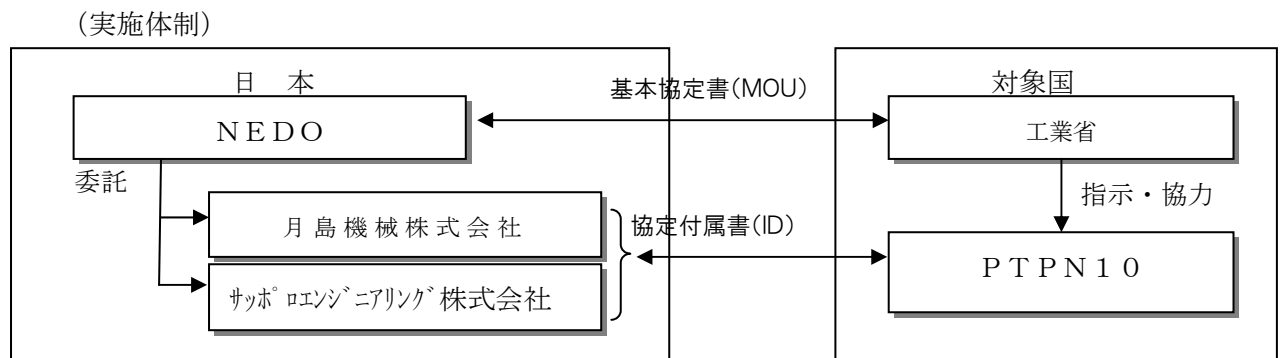 （実施体制）
日　本
ＮＥＤＯ
委託
月島機械株式会社
ｻｯﾎﾟﾛｴﾝｼﾞﾆｱﾘﾝｸﾞ株式会社
基本協定書(MOU)
協定付属書(ID)
対象国
工業省
指示・協力
ＰＴＰＮ１０